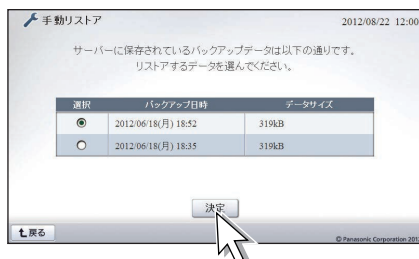 手動リストア
2012/08/22 12:00
サーバーに保存されているバックアップデータは以下の通りです。
リストアするデータを選んでください。
選択 バックアップ日時 データサイズ
2012/06/18(月) 18:52 319kB
2012/06/18(月) 18:35 319kB
決定
戻る
© Panasonic Corporation 201